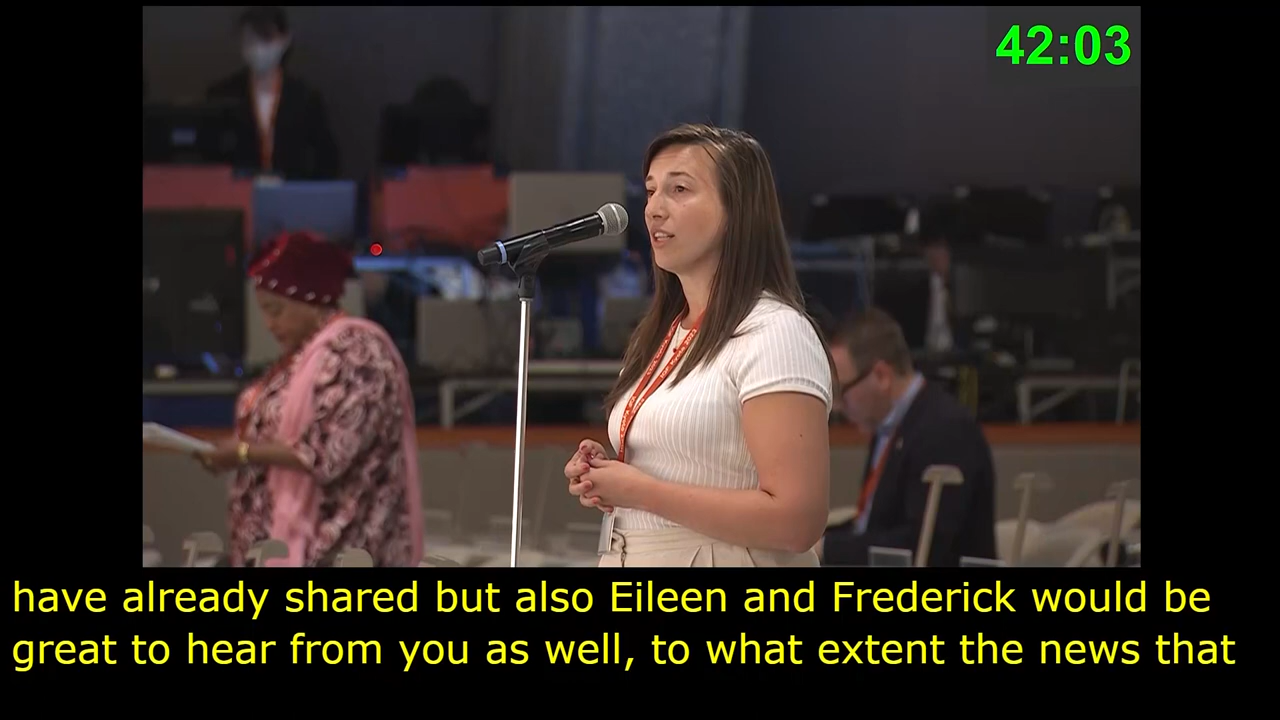 42:03
have already shared but also Eileen and Frederick would be
great to hear from you as well, to what extent the news that